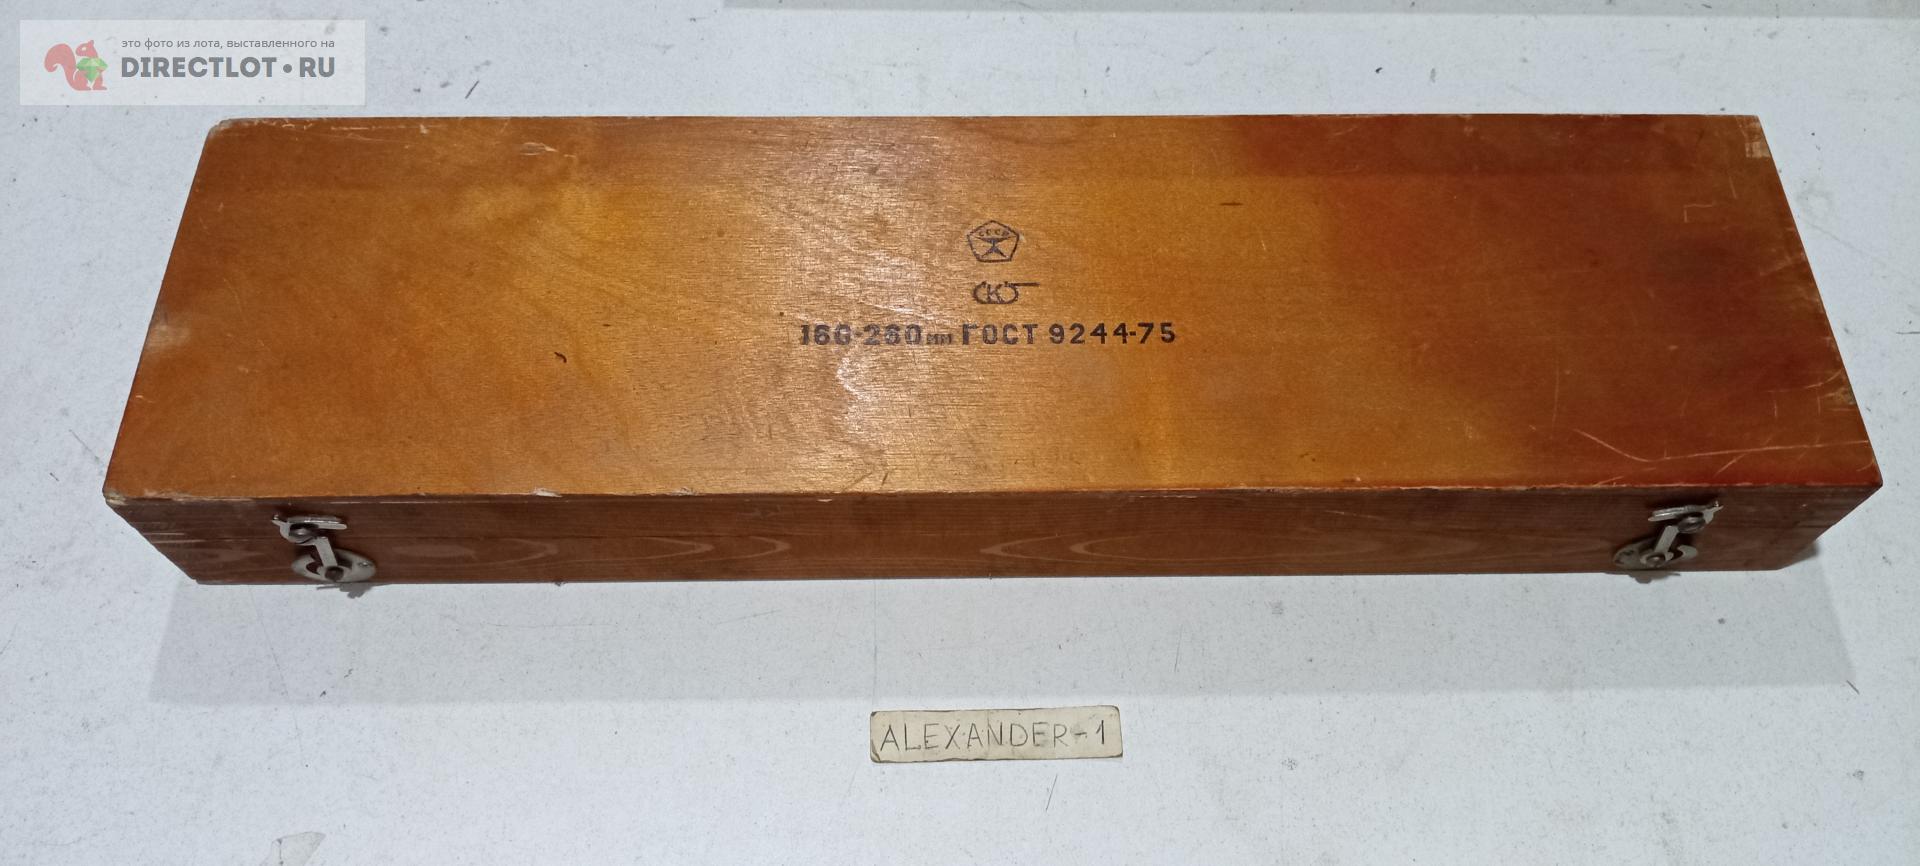 это фото из лота, выставленного на
DIRECTLOT•RU
СССР
160-260мм ГОСТ 9244-75
ALEXANDER-1